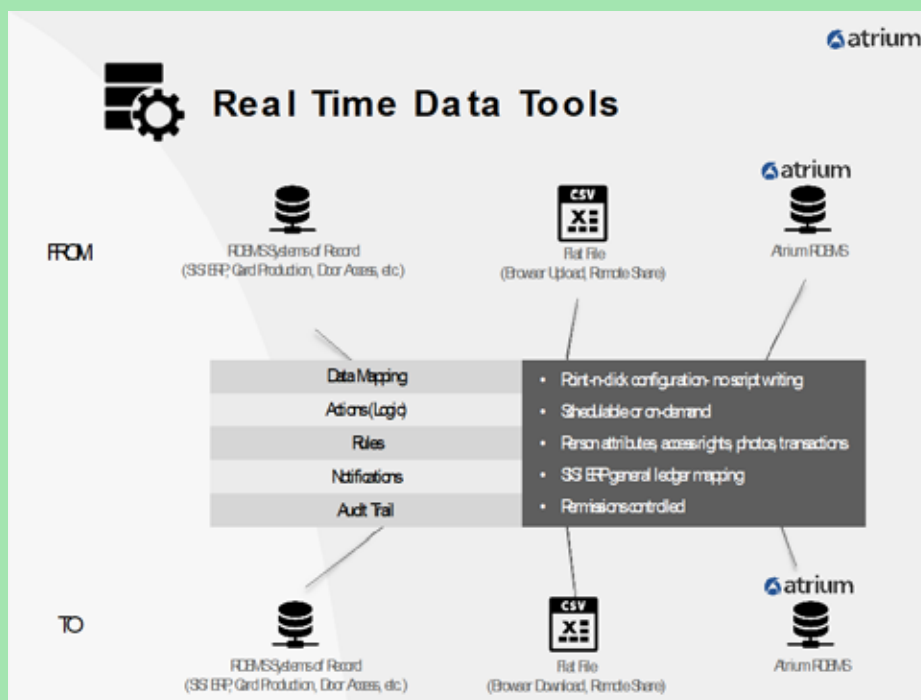 atrium
Real Time Data Tools
atrium
CSV
FROM
RDBMS Systems of Record
(SIS/ ERP, Card Production, Door Access, etc.)
Flat File
(Browser Upload, Remote Share)
Atrium RDBMS
Data Mapping
Actions (Logic)
Rules
Notifications
Audit Trail
• Point-n-click configuration- no script writing
• Schedulable or on-demand
• Person attributes, access rights, photos, transactions
• SIS/ ERP general ledger mapping
• Permissions controlled
atrium
CSV
TO
RDBMS Systems of Record
(SIS/ ERP, Card Production, Door Access, etc.)
Flat File
(Browser Download, Remote Share)
Atrium RDBMS